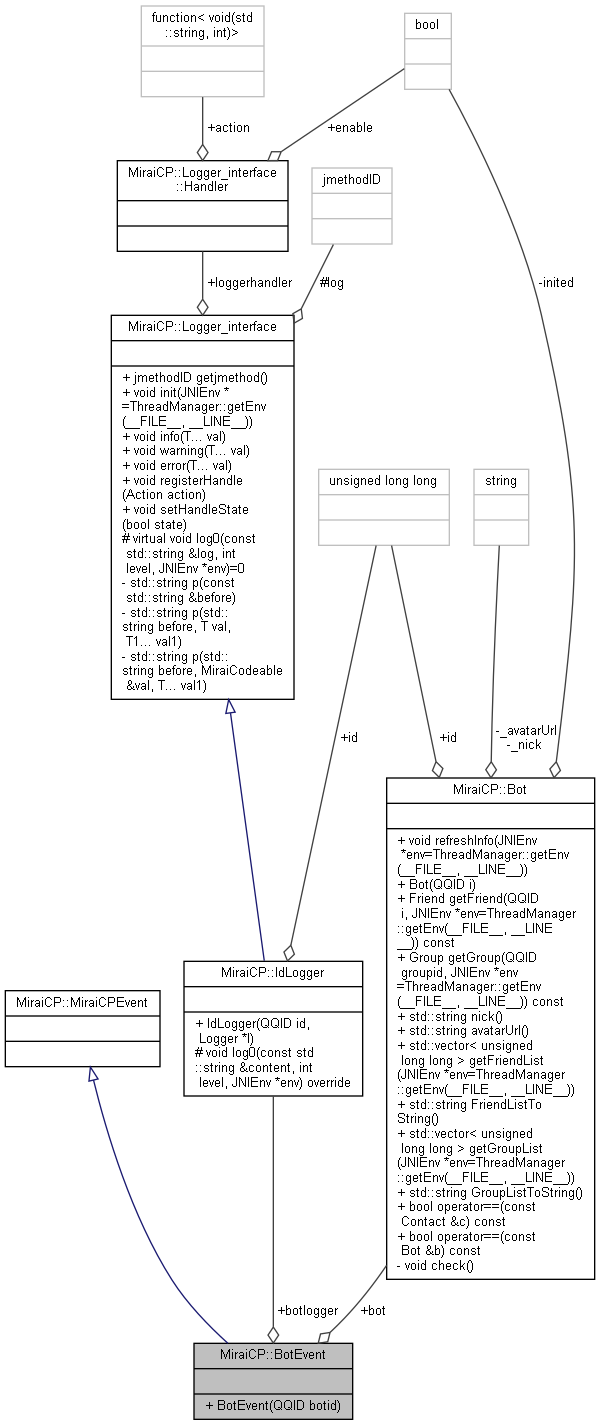 function< void(std
::string, int)>
bool
+action
+enable
MiraiCP::Logger_interface
::Handler
jmethodID
+loggerhandler
#log
-inited
MiraiCP::Logger_interface
+ jmethodID getjmethod()
+ void init(JNIEnv *
=ThreadManager::getEnv
(__FILE__, __LINE__))
+ void info(T... val)
+ void warning(T... val)
+ void error(T... val)
+ void registerHandle
(Action action)
+ void setHandleState
(bool state)
# virtual void log0(const
std::string &log, int
level, JNIEnv *env)=0
- std::string p(const
std::string &before)
- std::string p(std::
string before, T val,
T1... val1)
- std::string p(std::
string before, MiraiCodeable
&val, T... val1)
unsigned long long
string
+id
+id
-_avatarUrl
-_nick
MiraiCP::Bot
+ void refreshInfo(JNIEnv
*env=ThreadManager::getEnv
(__FILE__, __LINE__))
+ Bot(QQID i)
+ Friend getFriend(QQID
i, JNIEnv *env=ThreadManager
::getEnv(__FILE__, __LINE
__)) const
+ Group getGroup(QQID
groupid, JNIEnv *env
=ThreadManager::getEnv
(__FILE__, __LINE__)) const
+ std::string nick()
+ std::string avatarUrl()
+ std::vector< unsigned
long long > getFriendList
(JNIEnv *env=ThreadManager
::getEnv(__FILE__, __LINE__))
+ std::string FriendListTo
String()
+ std::vector< unsigned
long long > getGroupList
(JNIEnv *env=ThreadManager
::getEnv(__FILE__, __LINE__))
+ std::string GroupListToString()
+ bool operator==(const
Contact &c) const
+ bool operator==(const
Bot &b) const
- void check()
MiraiCP::IdLogger
+ IdLogger(QQID id,
Logger *l)
# void log0(const std
::string &content, int
level, JNIEnv *env) override
MiraiCP::MiraiCPEvent
+botlogger
+bot
MiraiCP::BotEvent
+ BotEvent(QQID botid)